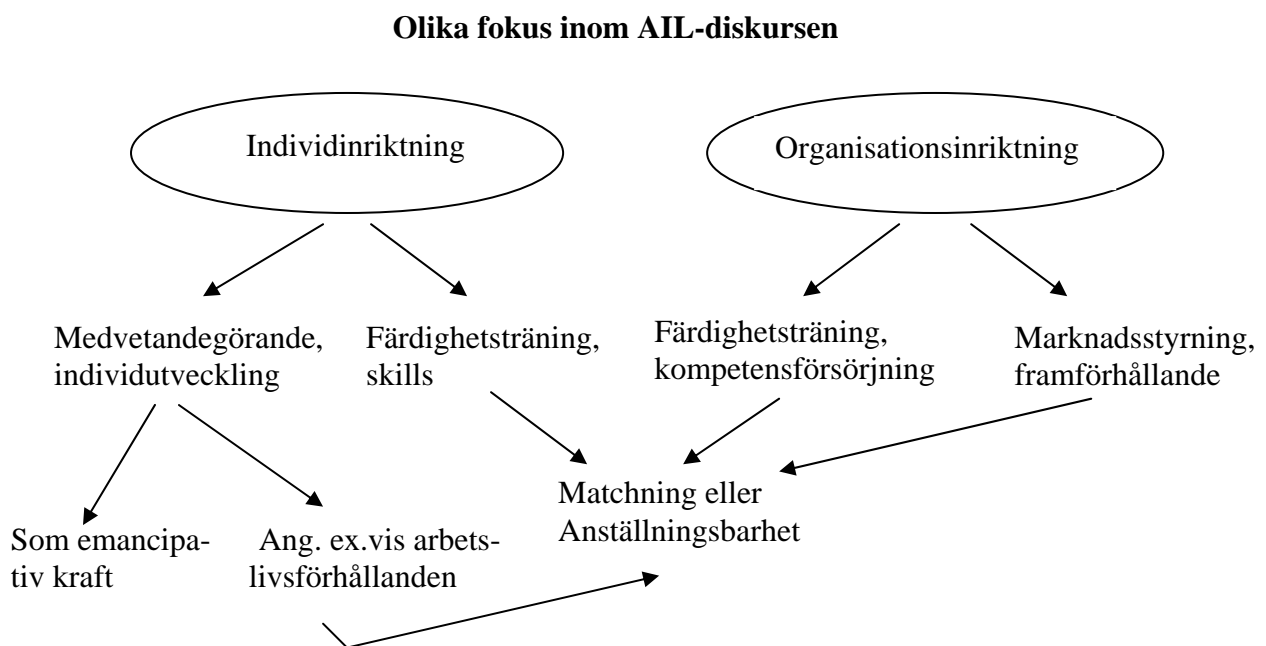 Olika fokus inom AIL-diskursen
Individinriktning
Organisationsinriktning
Medvetandegörande,
individutveckling
Färdighetsträning,
skills
Färdighetsträning,
kompetensförsörjning
Marknadsstyrning,
framförhållande
Matchning eller
Anställningsbarhet
Som emancipa-
tiv kraft
Ang. ex.vis arbets-
livsförhållanden